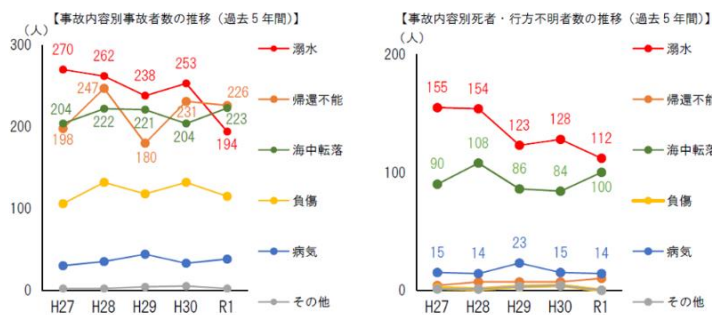 【事故内容別事故者数の推移（過去５年間）】
(人)
300
200
100
0
270
262
238
253
194
198
247
180
231
226
204
222
221
204
223
H27
H28
H29
H30
R1
溺水
帰還不能
海中転落
負傷
病気
その他
【事故内容別死者・行方不明者数の推移（過去５年間）】
(人)
200
100
0
155
154
123
128
112
90
108
86
84
100
15
14
23
15
14
H27
H28
H29
H30
R1
溺水
帰還不能
海中転落
負傷
病気
その他